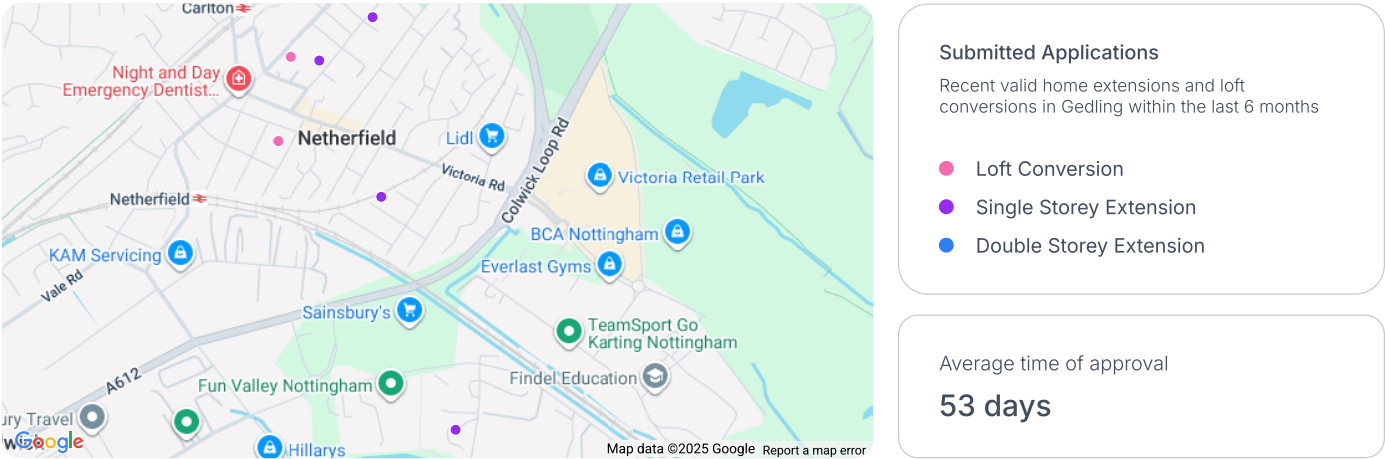 Carlton
Night and Day
Emergency Dentist...
Netherfield
Lidl
Victoria Rd
Colwick Loop Rd
Victoria Retail Park
Netherfield
BCA Nottingham
KAM Servicing
Everlast Gyms
Vale Rd
Sainsbury's
TeamSport Go
Karting Nottingham
Findel Education
A612
Fun Valley Nottingham
ury Travel
Google
Hillarys
Map data ©2025 Google
Report a map error
Submitted Applications
Recent valid home extensions and loft
conversions in Gedling within the last 6 months
Loft Conversion
Single Storey Extension
Double Storey Extension
Average time of approval
53 days